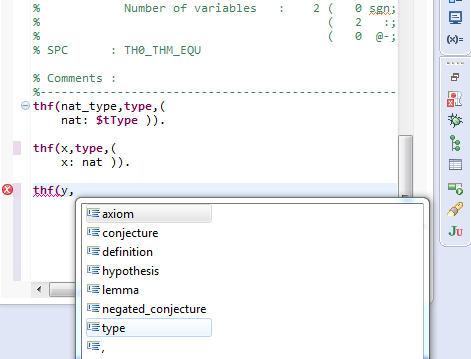 % Number of variables : 2 ( 0 sgn;
% ( 2 :;
% ( 0 @-;
% SPC : TH0_THM_EQU
% Comments :
%------------------------------------------------------
thf(nat_type,type,(
nat: $tType )).
thf(x,type,(
x: nat )).
thf(y,
axiom
conjecture
definition
hypothesis
lemma
negated_conjecture
type
,
(x)=
JU